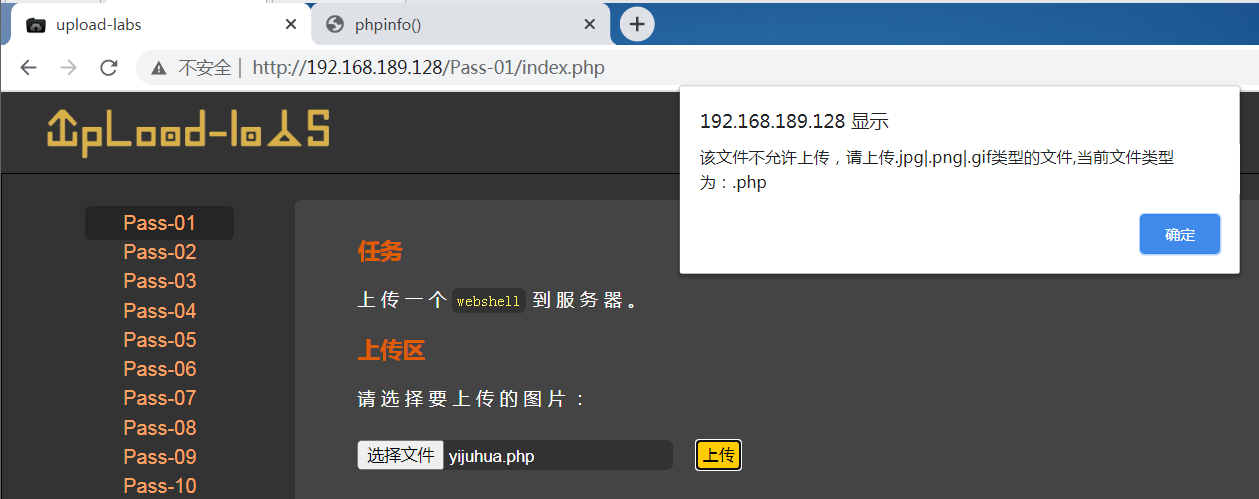 upload-labs
phpinfo()
不安全 | http://192.168.189.128/Pass-01/index.php
upLoad-labs
192.168.189.128 显示
该文件不允许上传，请上传.jpg|.png|.gif类型的文件,当前文件类型
为：.php
确定
Pass-01
Pass-02
Pass-03
Pass-04
Pass-05
Pass-06
Pass-07
Pass-08
Pass-09
Pass-10
任务
上传一个 webshell 到服务器。
上传区
请选择要上传的图片：
选择文件 yijuhua.php 上传